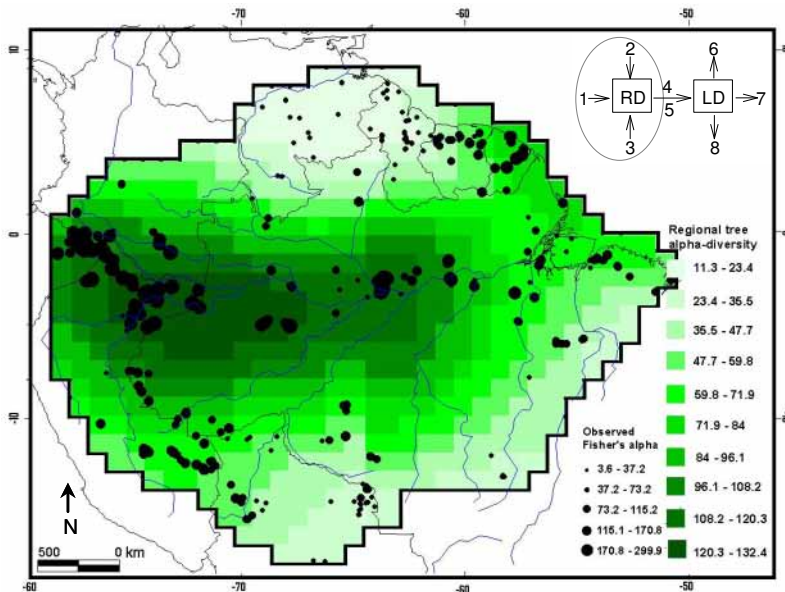 -70
-60
-50
10
2
6
1
RD
4
5
LD
7
3
8
0
Regional tree
alpha-diversity
11.3 - 23.4
23.4 - 35.5
35.5 - 47.7
47.7 - 59.8
59.8 - 71.9
71.9 - 84
84 - 96.1
96.1 - 108.2
108.2 - 120.3
120.3 - 132.4
-10
Observed
Fisher's alpha
3.6 - 37.2
37.2 - 73.2
73.2 - 115.2
115.1 - 170.8
170.8 - 299.9
N
500
0 km
-70
-60
-50